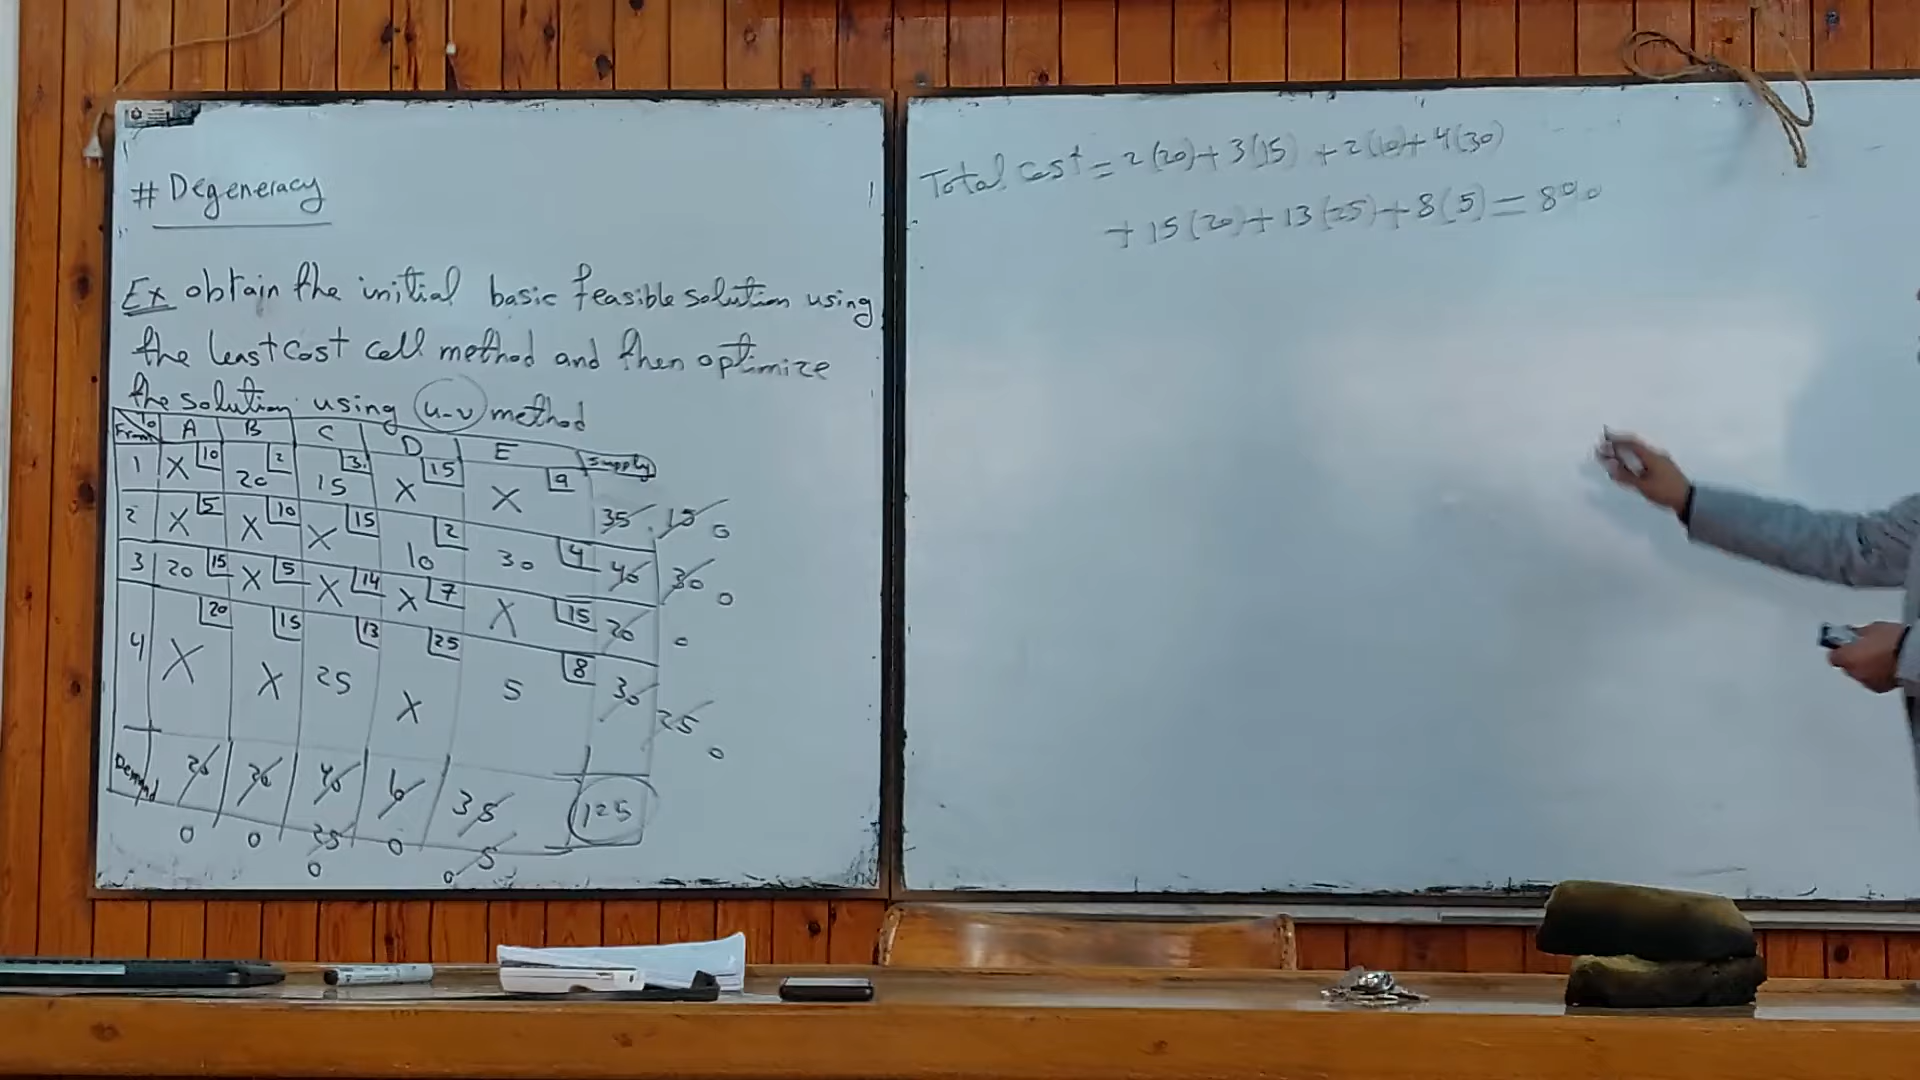 # Degeneracy
Ex obtain the initial basic feasible solution using
the least cost cell method and then optimize
the solution using (u-v) method
From To A B C D E Supply
1 X 10 20 2 15 3 X 15 X 9 35 15 0
2 X 5 X 10 X 15 10 2 30 4 40 30 0
3 20 15 X 5 X 14 X 7 X 15 20 0
4 X 20 X 15 25 13 X 25 5 8 30 25 0
Demand 20 20 40 10 35 125
0 0 25 0 5
0 0
Total cost = 2(20) + 3(15) + 2(10) + 4(30)
+ 15(20) + 13(25) + 8(5) =